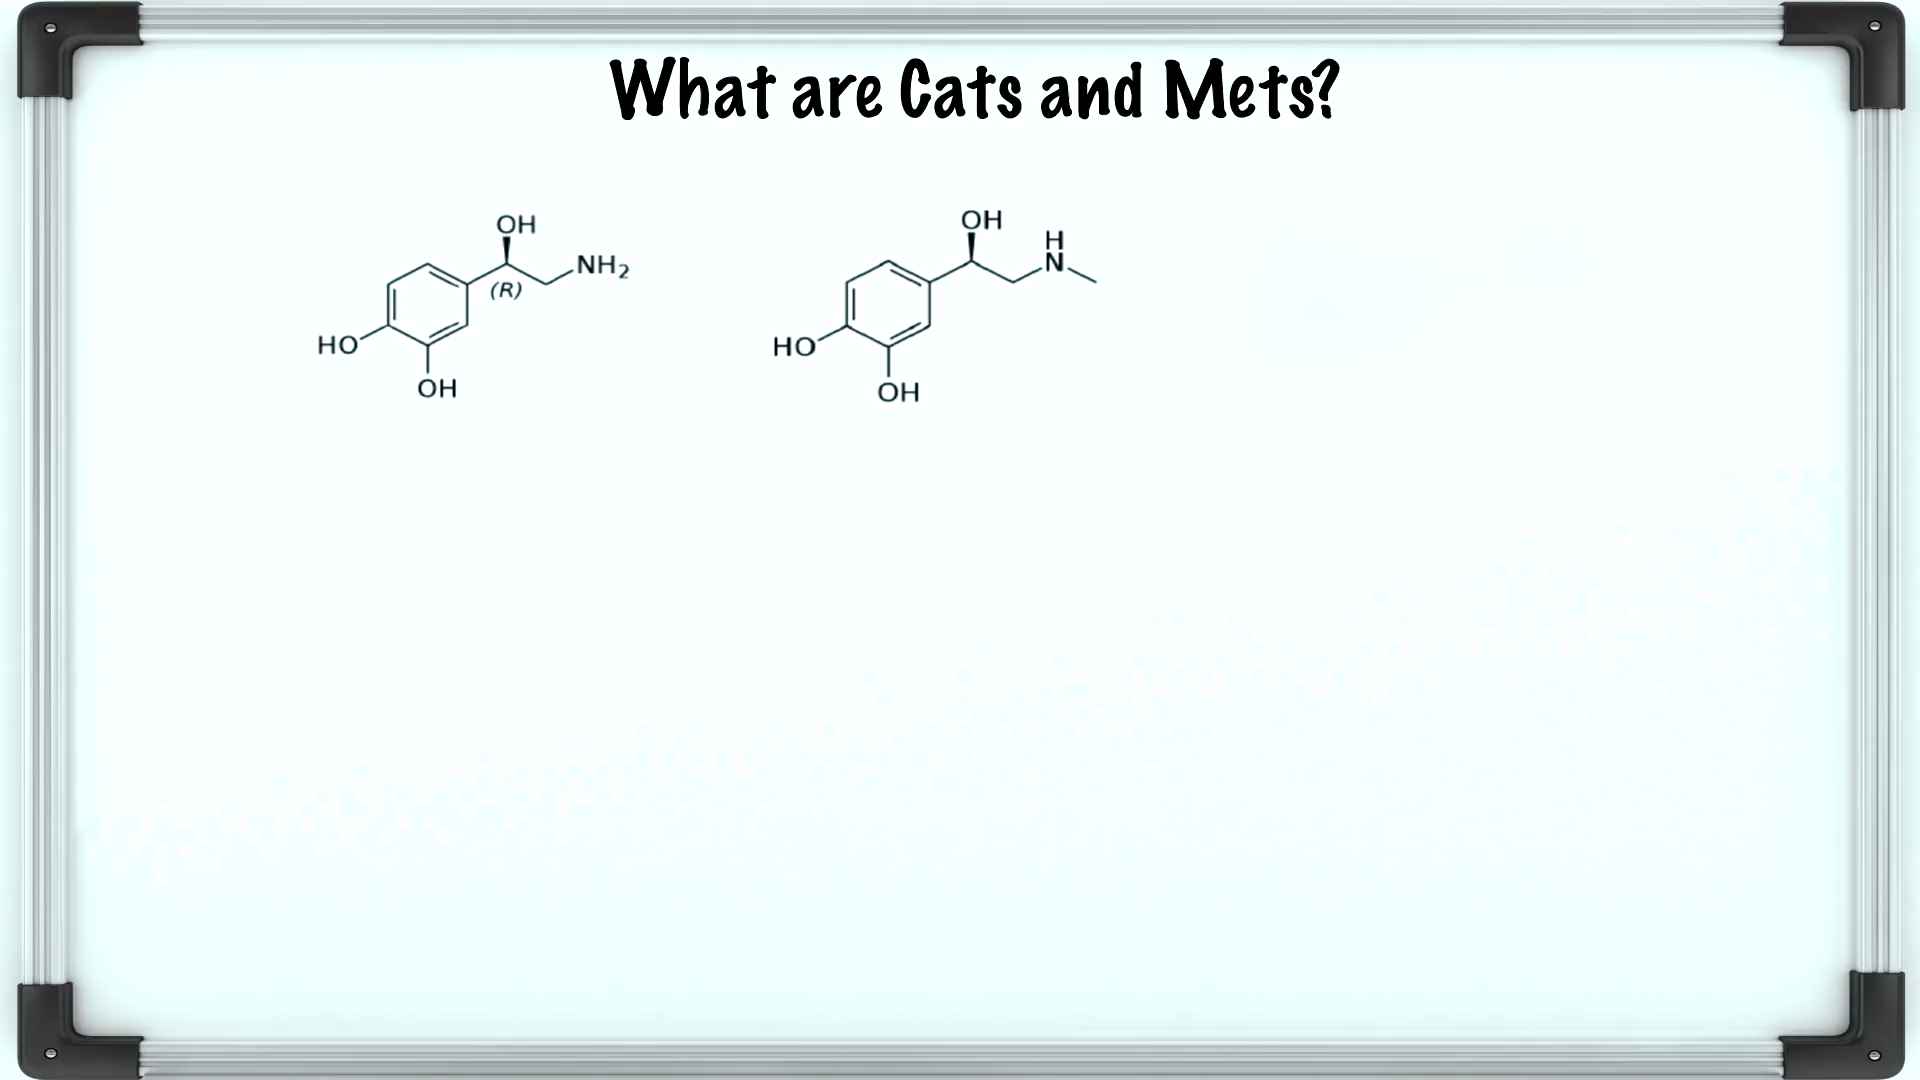 What are Cats and Mets?
OH
NH₂
(R)
HO
OH
OH
H
N
HO
OH